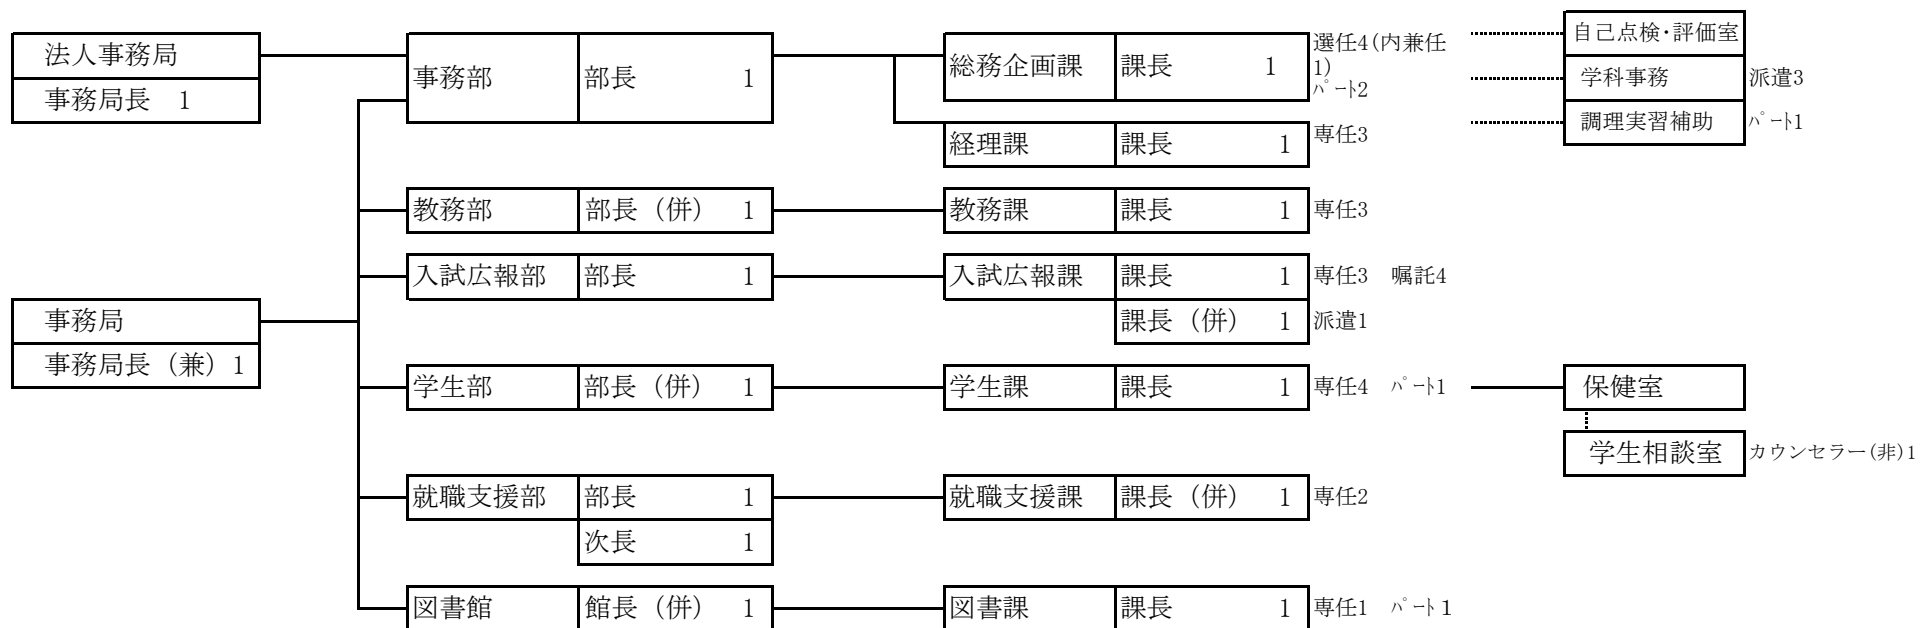 法人事務局
事務局長 1
事務部 部長 1
総務企画課 課長 1
選任4(内兼任
1)
ﾊﾟｰﾄ2
自己点検・評価室
学科事務 派遣3
調理実習補助 ﾊﾟｰﾄ1
経理課 課長 1 専任3
教務部 部長（併） 1 教務課 課長 1 専任3
入試広報部 部長 1 入試広報課 課長 1 専任3 嘱託4
課長（併） 1 派遣1
事務局
事務局長（兼）1
学生部 部長（併） 1 学生課 課長 1 専任4 ﾊﾟｰﾄ1 保健室
学生相談室 カウンセラー(非)1
就職支援部 部長 1 就職支援課 課長（併） 1 専任2
次長 1
図書館 館長（併） 1 図書課 課長 1 専任1 ﾊﾟｰﾄ1